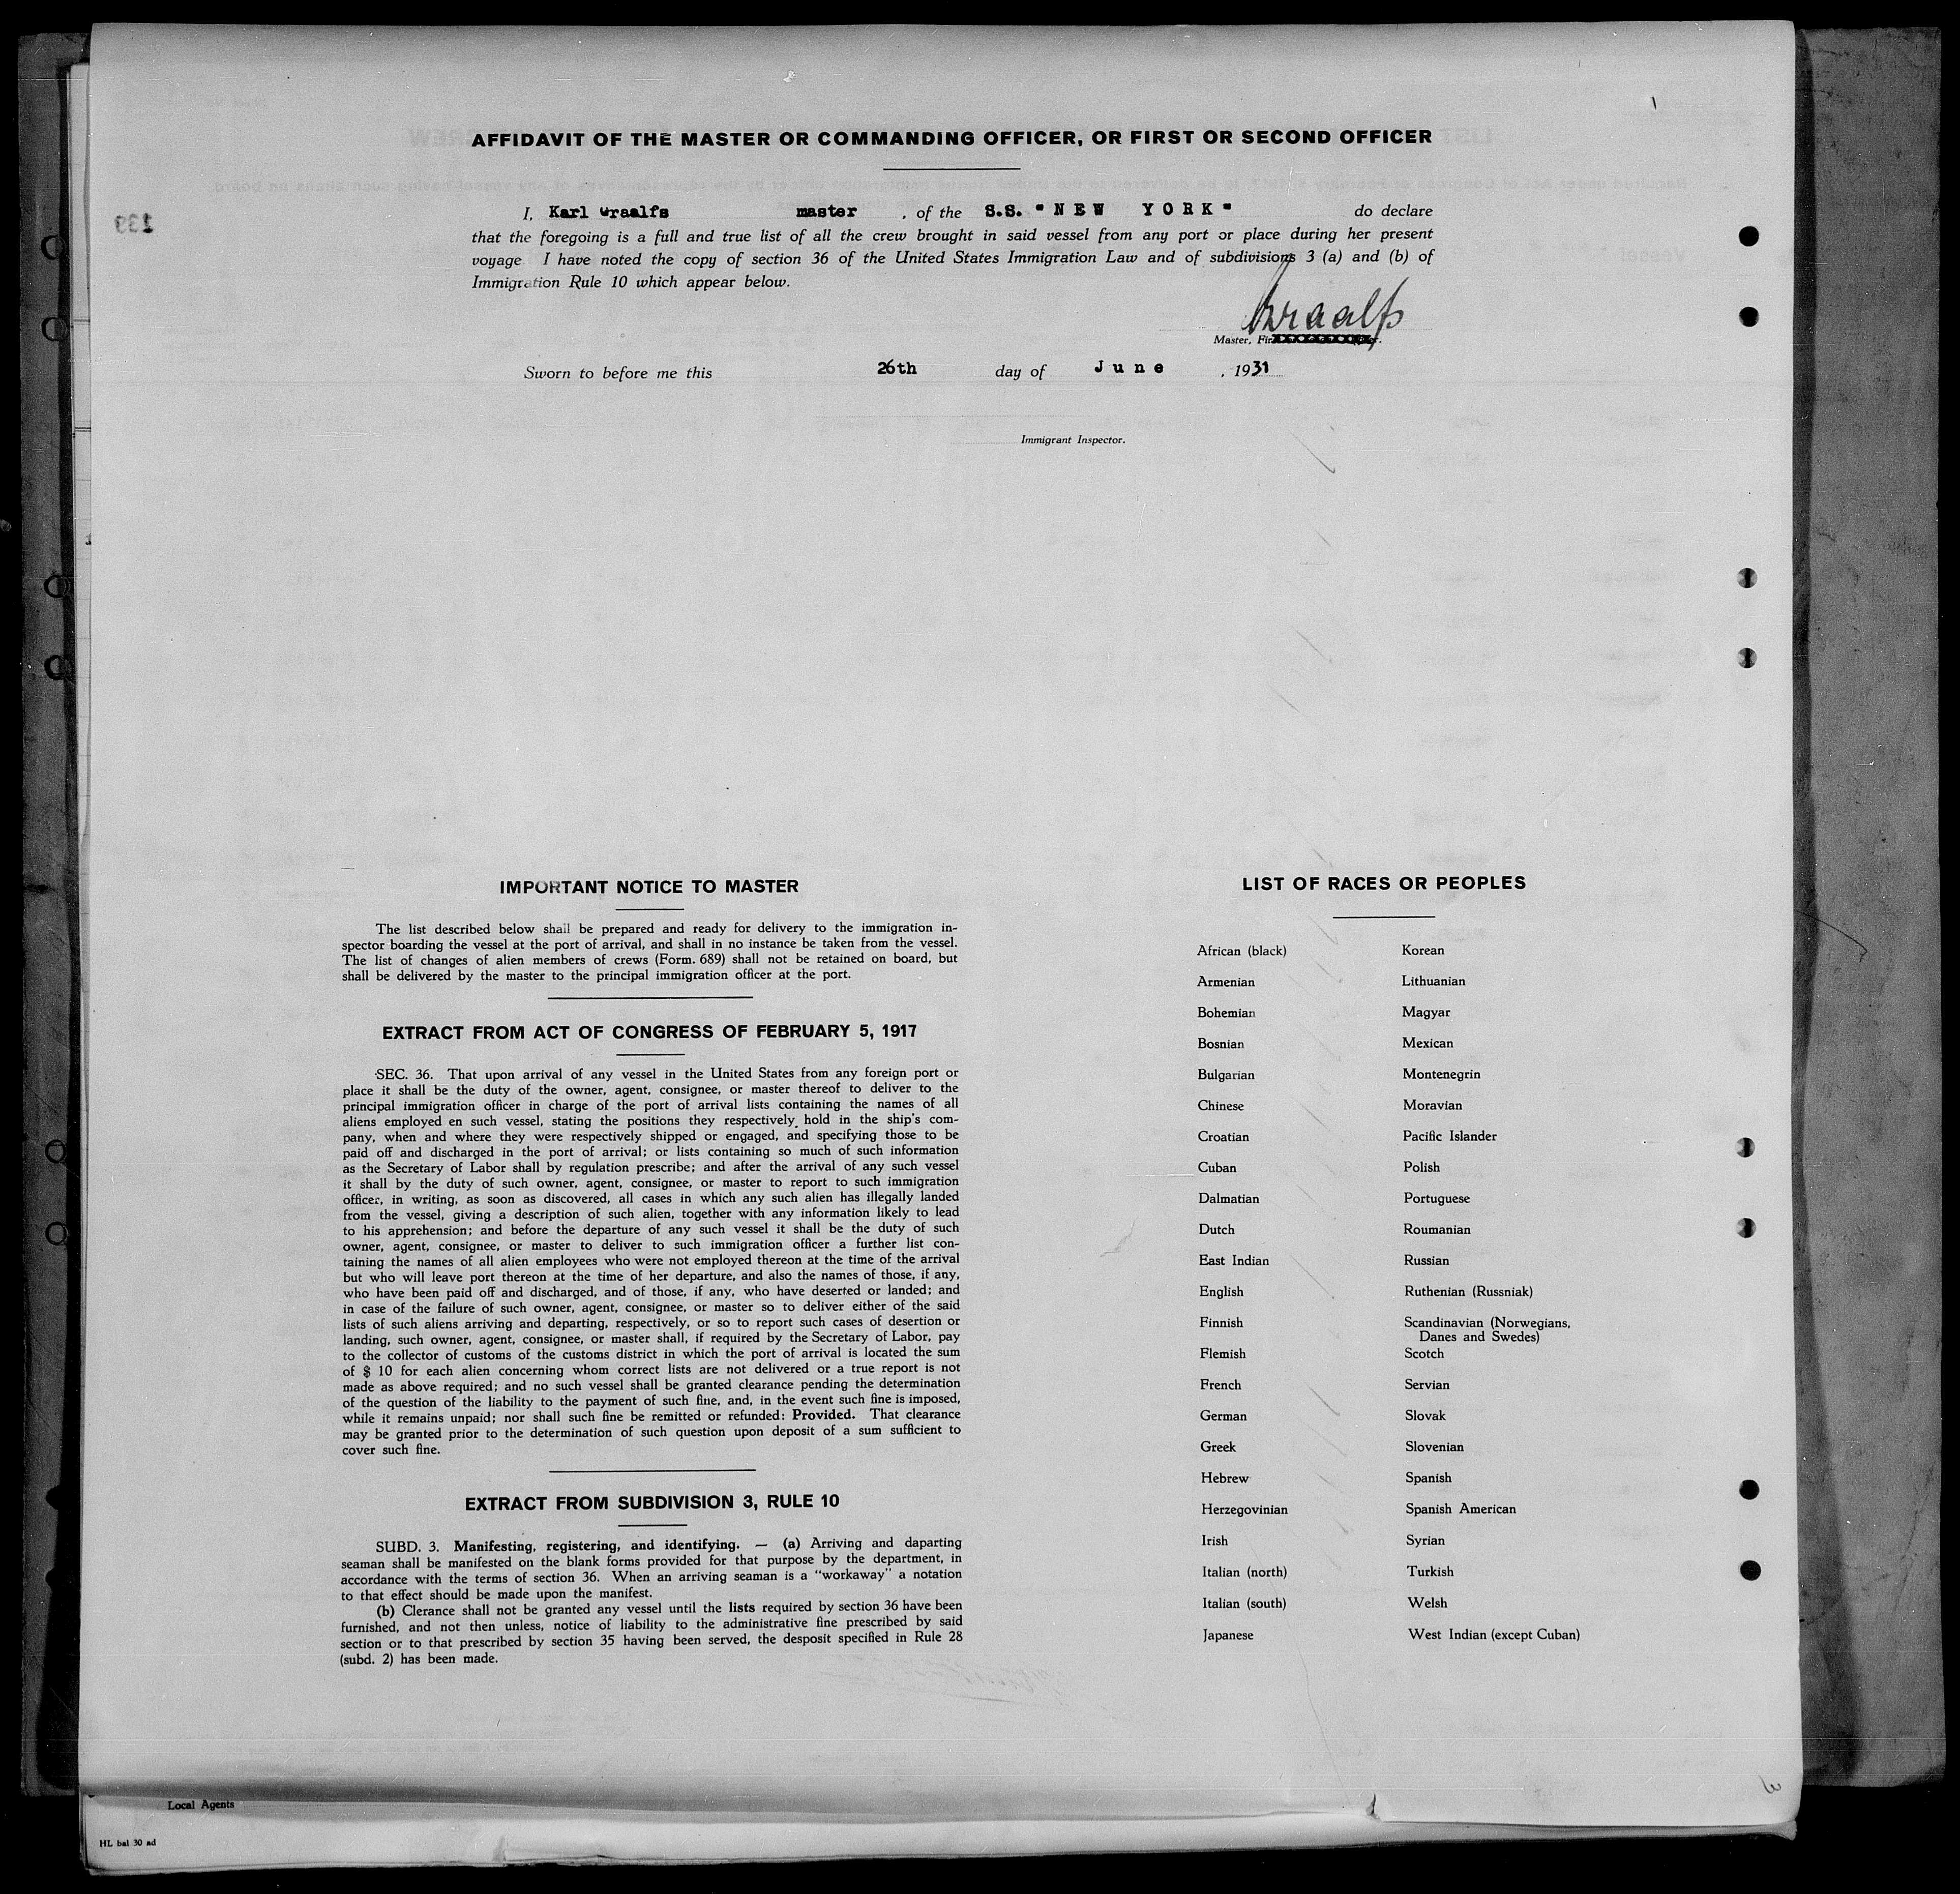 AFFIDAVIT OF THE MASTER OR COMMANDING OFFICER, OR FIRST OR SECOND OFFICER
I, Karl Graalfs master , of the S.S. "NEW YORK" do declare
that the foregoing is a full and true list of all the crew brought in said vessel from any port or place during her present
voyage I have noted the copy of section 36 of the United States Immigration Law and of subdivisions 3 (a) and (b) of
Immigration Rule 10 which appear below.
Graalfs
Master,
Sworn to before me this 26th day of June , 1931
Immigrant Inspector.
139
IMPORTANT NOTICE TO MASTER
The list described below shall be prepared and ready for delivery to the immigration in-
spector boarding the vessel at the port of arrival, and shall in no instance be taken from the vessel.
The list of changes of alien members of crews (Form. 689) shall not be retained on board, but
shall be delivered by the master to the principal immigration officer at the port.
EXTRACT FROM ACT OF CONGRESS OF FEBRUARY 5, 1917
SEC. 36. That upon arrival of any vessel in the United States from any foreign port or
place it shall be the duty of the owner, agent, consignee, or master thereof to deliver to the
principal immigration officer in charge of the port of arrival lists containing the names of all
aliens employed en such vessel, stating the positions they respectively hold in the ship's com-
pany, when and where they were respectively shipped or engaged, and specifying those to be
paid off and discharged in the port of arrival; or lists containing so much of such information
as the Secretary of Labor shall by regulation prescribe; and after the arrival of any such vessel
it shall by the duty of such owner, agent, consignee, or master to report to such immigration
officer, in writing, as soon as discovered, all cases in which any such alien has illegally landed
from the vessel, giving a description of such alien, together with any information likely to lead
to his apprehension; and before the departure of any such vessel it shall be the duty of such
owner, agent, consignee, or master to deliver to such immigration officer a further list con-
taining the names of all alien employees who were not employed thereon at the time of the arrival
but who will leave port thereon at the time of her departure, and also the names of those, if any,
who have been paid off and discharged, and of those, if any, who have deserted or landed; and
in case of the failure of such owner, agent, consignee, or master so to deliver either of the said
lists of such aliens arriving and departing, respectively, or so to report such cases of desertion or
landing, such owner, agent, consignee, or master shall, if required by the Secretary of Labor, pay
to the collector of customs of the customs district in which the port of arrival is located the sum
of $ 10 for each alien concerning whom correct lists are not delivered or a true report is not
made as above required; and no such vessel shall be granted clearance pending the determination
of the question of the liability to the payment of such fine, and, in the event such fine is imposed,
while it remains unpaid; nor shall such fine be remitted or refunded: Provided. That clearance
may be granted prior to the determination of such question upon deposit of a sum sufficient to
cover such fine.
EXTRACT FROM SUBDIVISION 3, RULE 10
SUBD. 3. Manifesting, registering, and identifying. — (a) Arriving and daparting
seaman shall be manifested on the blank forms provided for that purpose by the department, in
accordance with the terms of section 36. When an arriving seaman is a "workaway" a notation
to that effect should be made upon the manifest.
(b) Clerance shall not be granted any vessel until the lists required by section 36 have been
furnished, and not then unless, notice of liability to the administrative fine prescribed by said
section or to that prescribed by section 35 having been served, the desposit specified in Rule 28
(subd. 2) has been made.
LIST OF RACES OR PEOPLES
African (black)
Armenian
Bohemian
Bosnian
Bulgarian
Chinese
Croatian
Cuban
Dalmatian
Dutch
East Indian
English
Finnish
Flemish
French
German
Greek
Hebrew
Herzegovinian
Irish
Italian (north)
Italian (south)
Japanese
Korean
Lithuanian
Magyar
Mexican
Montenegrin
Moravian
Pacific Islander
Polish
Portuguese
Roumanian
Russian
Ruthenian (Russniak)
Scandinavian (Norwegians,
Danes and Swedes)
Scotch
Servian
Slovak
Slovenian
Spanish
Spanish American
Syrian
Turkish
Welsh
West Indian (except Cuban)
Local Agents
HL bal 30 ad